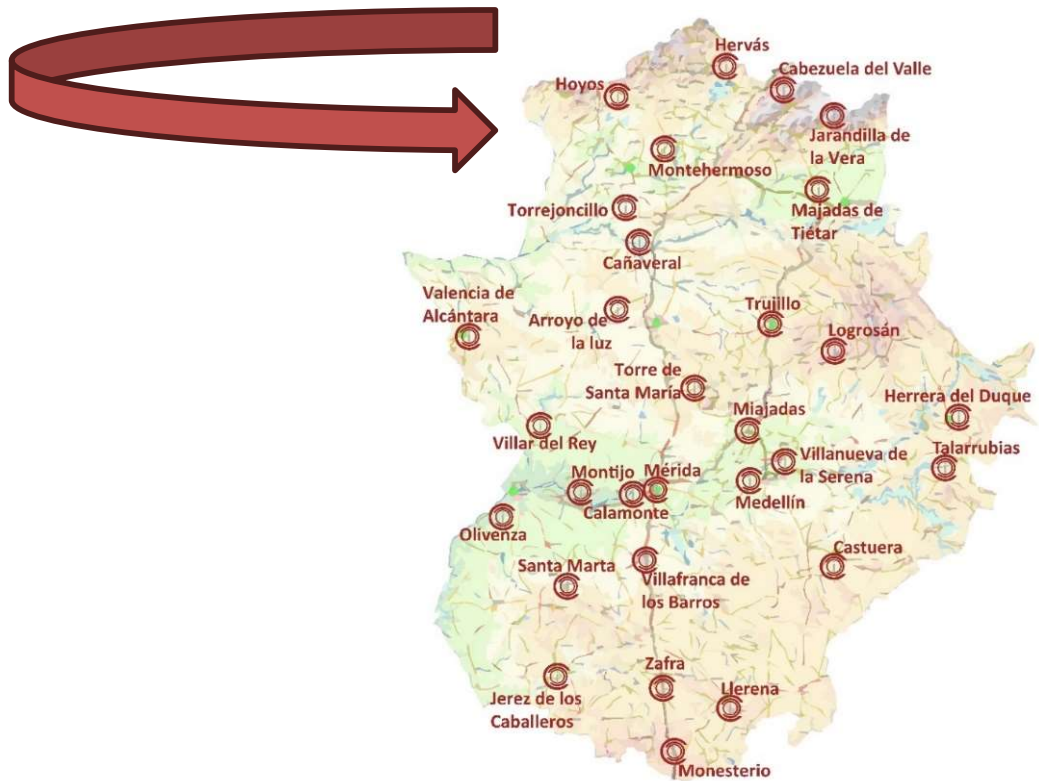 Hervás
Cabezuela del Valle
Hoyos
Jarandilla de
la Vera
Montehermoso
Torrejoncillo
Majadas de
Tiétar
Cañaveral
Valencia de
Alcántara
Trujillo
Arroyo de
la luz
Logrosán
Torre de
Santa María
Herrera del Duque
Miajadas
Villar del Rey
Talarrubias
Villanueva de
la Serena
Montijo
Mérida
Medellín
Calamonte
Olivenza
Castuera
Santa Marta
Villafranca de
los Barros
Zafra
Llerena
Jerez de los
Caballeros
Monesterio